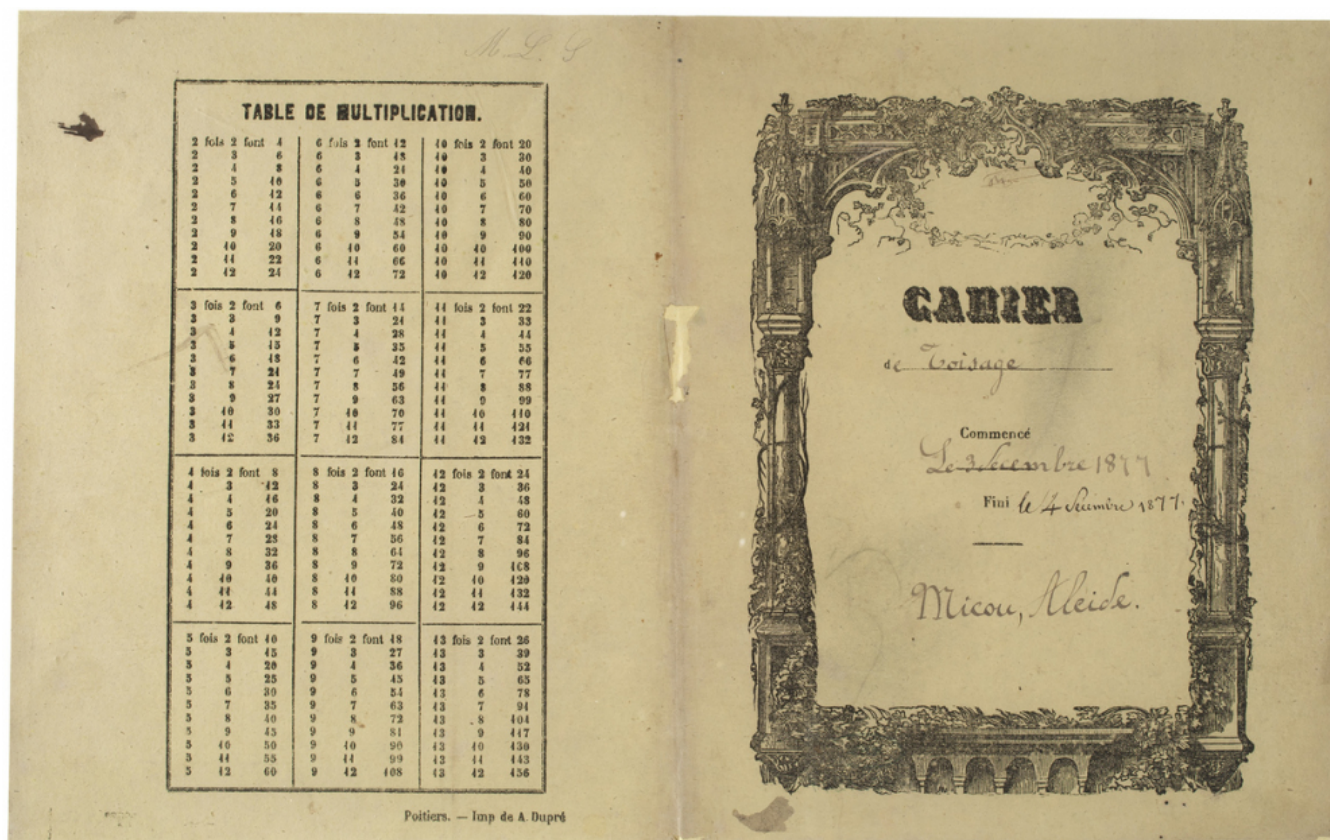 TABLE DE MULTIPLICATION.
2 fois 2 font 4
2 3 6
2 4 8
2 5 10
2 6 12
2 7 14
2 8 16
2 9 18
2 10 20
2 11 22
2 12 24
3 fois 2 font 6
3 3 9
3 4 12
3 5 15
3 6 18
3 7 21
3 8 24
3 9 27
3 10 30
3 11 33
3 12 36
4 fois 2 font 8
4 3 12
4 4 16
4 5 20
4 6 24
4 7 28
4 8 32
4 9 36
4 10 40
4 11 44
4 12 48
5 fois 2 font 10
5 3 15
5 4 20
5 5 25
5 6 30
5 7 35
5 8 40
5 9 45
5 10 50
5 11 55
5 12 60
6 fois 2 font 12
6 3 18
6 4 24
6 5 30
6 6 36
6 7 42
6 8 48
6 9 54
6 10 60
6 11 66
6 12 72
7 fois 2 font 14
7 3 21
7 4 28
7 5 35
7 6 42
7 7 49
7 8 56
7 9 63
7 10 70
7 11 77
7 12 84
8 fois 2 font 16
8 3 24
8 4 32
8 5 40
8 6 48
8 7 56
8 8 64
8 9 72
8 10 80
8 11 88
8 12 96
9 fois 2 font 18
9 3 27
9 4 36
9 5 45
9 6 54
9 7 63
9 8 72
9 9 81
9 10 90
9 11 99
9 12 108
10 fois 2 font 20
10 3 30
10 4 40
10 5 50
10 6 60
10 7 70
10 8 80
10 9 90
10 10 100
10 11 110
10 12 120
11 fois 2 font 22
11 3 33
11 4 44
11 5 55
11 6 66
11 7 77
11 8 88
11 9 99
11 10 110
11 11 121
11 12 132
12 fois 2 font 24
12 3 36
12 4 48
12 5 60
12 6 72
12 7 84
12 8 96
12 9 108
12 10 120
12 11 132
12 12 144
13 fois 2 font 26
13 3 39
13 4 52
13 5 65
13 6 78
13 7 91
13 8 104
13 9 117
13 10 130
13 11 143
13 12 156
Poitiers. — Imp de A. Dupré
CAHIER
de Toisage
Commencé
Le 3 Décembre 1877
Fini le 14 Décembre 1877.
Micou, Alcide.